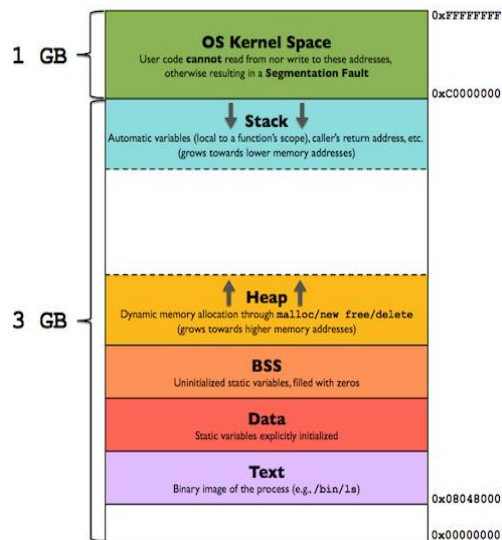 0xFFFFFFFF
1 GB
OS Kernel Space
User code cannot read from nor write to these addresses,
otherwise resulting in a Segmentation Fault
0xC0000000
Stack
Automatic variables (local to a function's scope), caller's return address, etc.
(grows towards lower memory addresses)
3 GB
Heap
Dynamic memory allocation through malloc/new free/delete
(grows towards higher memory addresses)
BSS
Uninitialized static variables, filled with zeros
Data
Static variables explicitly initialized
Text
Binary image of the process (e.g., /bin/ls)
0x08048000
0x00000000